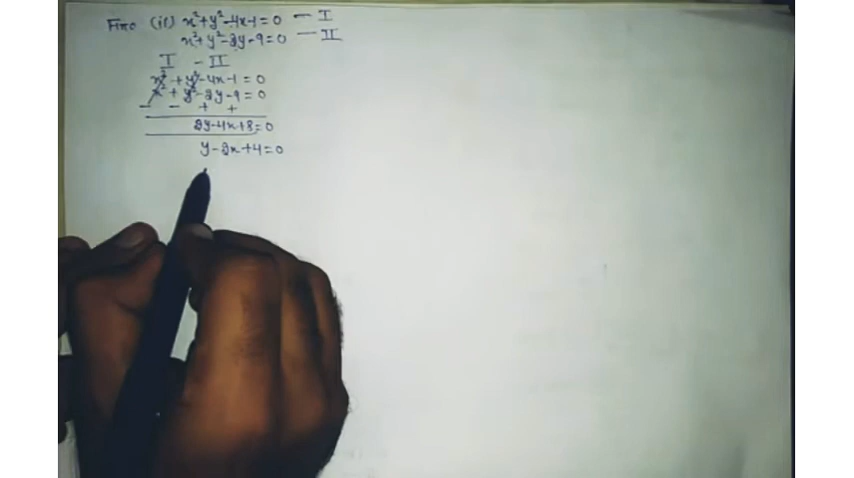 Find (ii) x²+y²-4x-1=0 — I
x²+y²-2y-9=0 — II
I - II
x²+y²-4x-1=0
x²+y²-2y-9=0
- - + +
2y-4x+8=0
y-2x+4=0